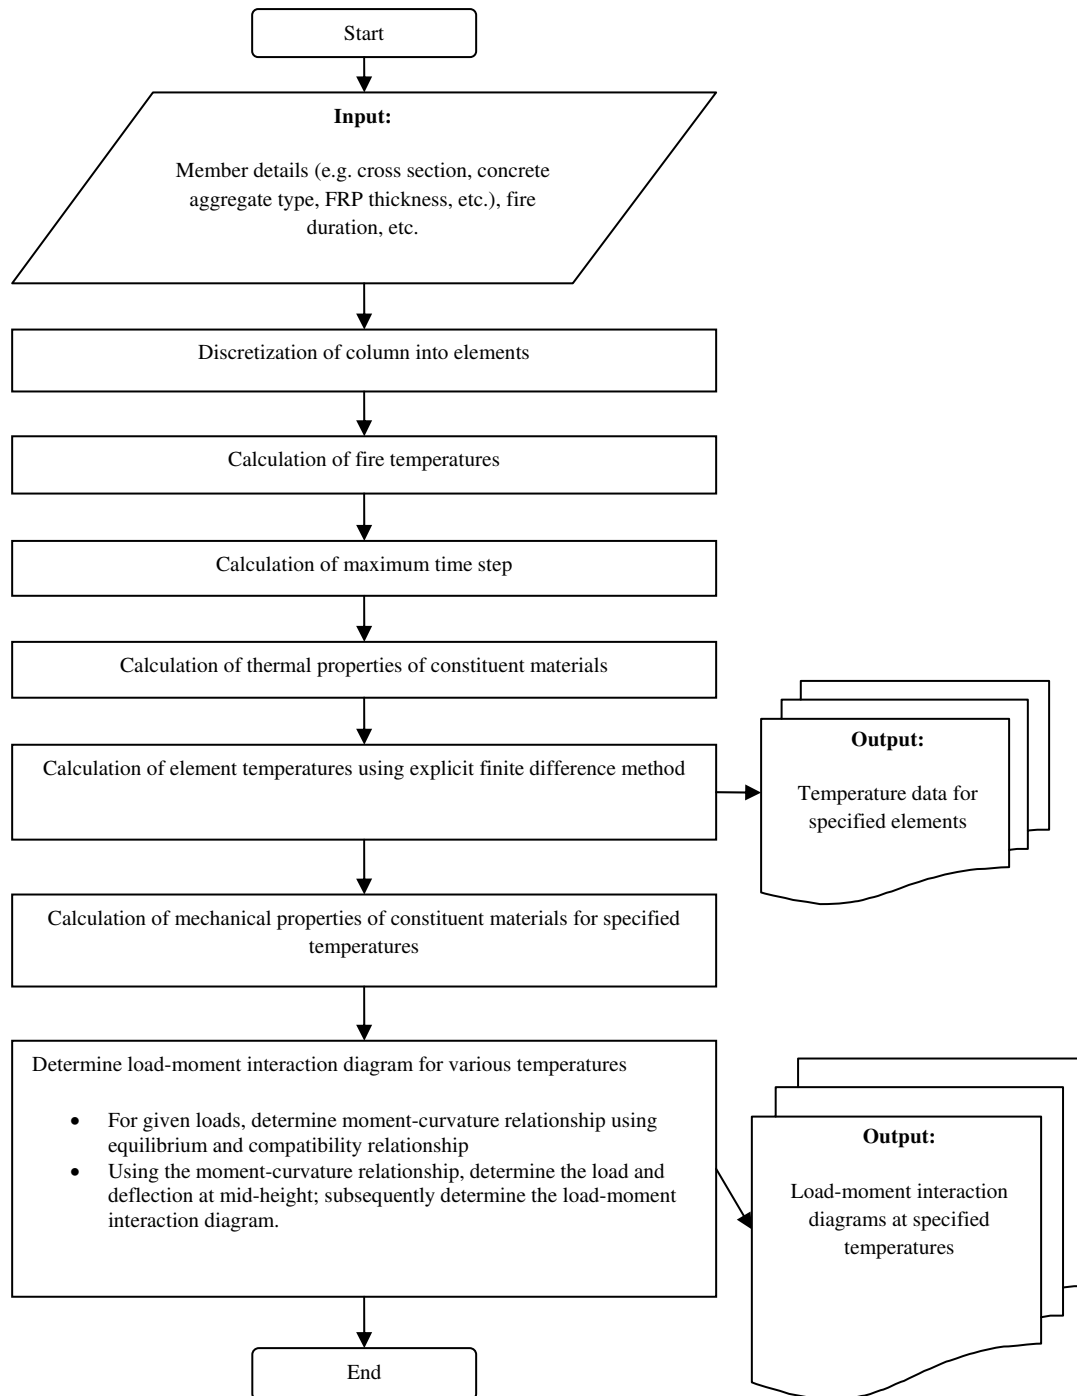 Start
Input:
Member details (e.g. cross section, concrete
aggregate type, FRP thickness, etc.), fire
duration, etc.
Discretization of column into elements
Calculation of fire temperatures
Calculation of maximum time step
Calculation of thermal properties of constituent materials
Calculation of element temperatures using explicit finite difference method
Output:
Temperature data for
specified elements
Calculation of mechanical properties of constituent materials for specified
temperatures
Determine load-moment interaction diagram for various temperatures
• For given loads, determine moment-curvature relationship using
equilibrium and compatibility relationship
• Using the moment-curvature relationship, determine the load and
deflection at mid-height; subsequently determine the load-moment
interaction diagram.
Output:
Load-moment interaction
diagrams at specified
temperatures
End